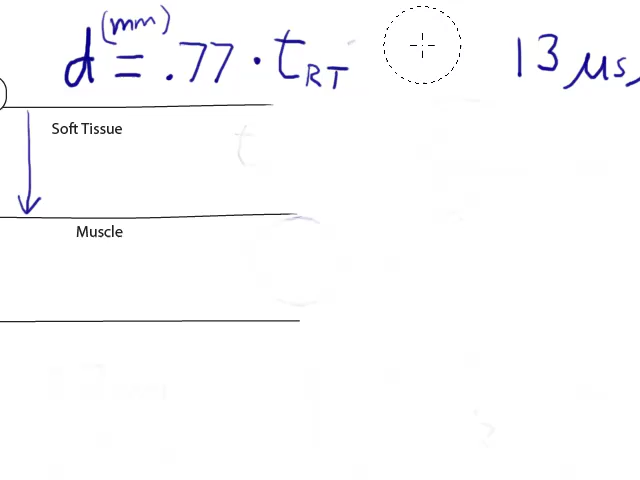 d (mm) = .77 · tRT 13 μs
Soft Tissue
Muscle